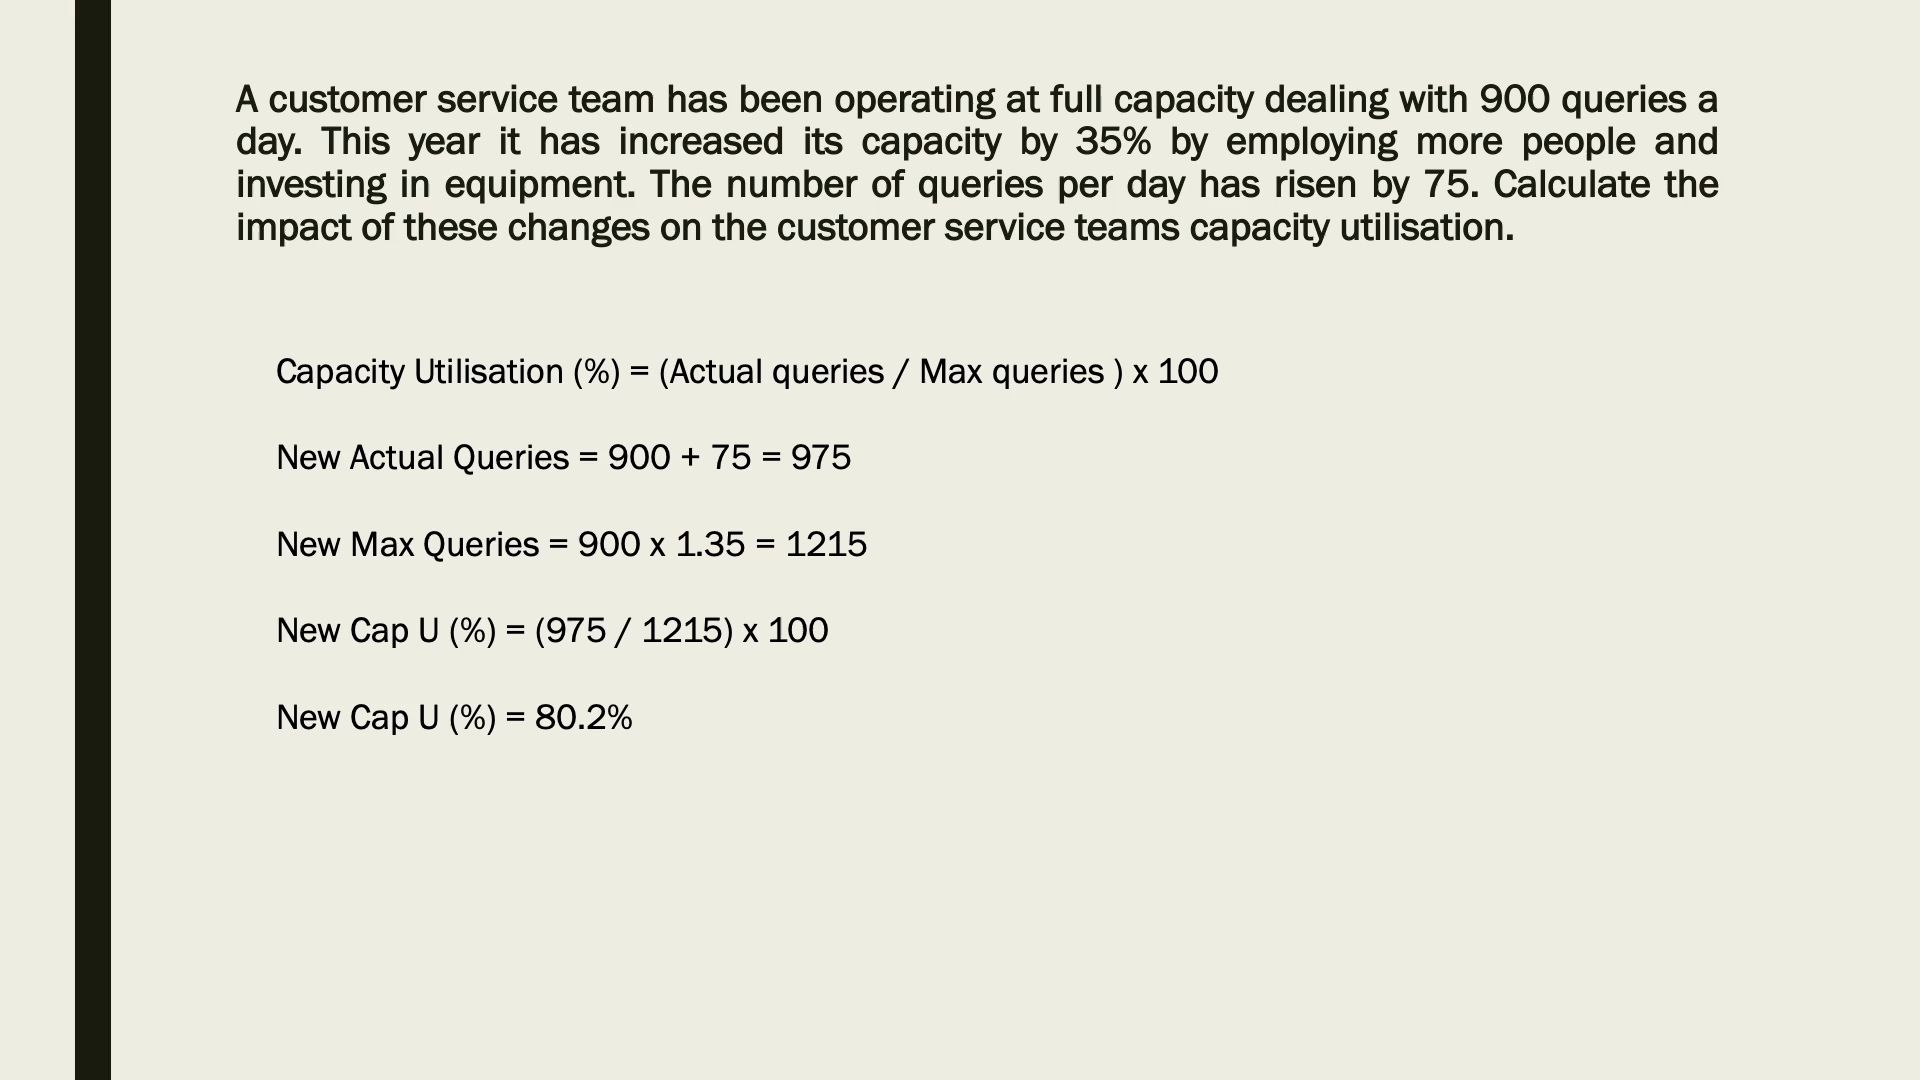 A customer service team has been operating at full capacity dealing with 900 queries a
day. This year it has increased its capacity by 35% by employing more people and
investing in equipment. The number of queries per day has risen by 75. Calculate the
impact of these changes on the customer service teams capacity utilisation.
Capacity Utilisation (%) = (Actual queries / Max queries ) x 100
New Actual Queries = 900 + 75 = 975
New Max Queries = 900 x 1.35 = 1215
New Cap U (%) = (975 / 1215) x 100
New Cap U (%) = 80.2%